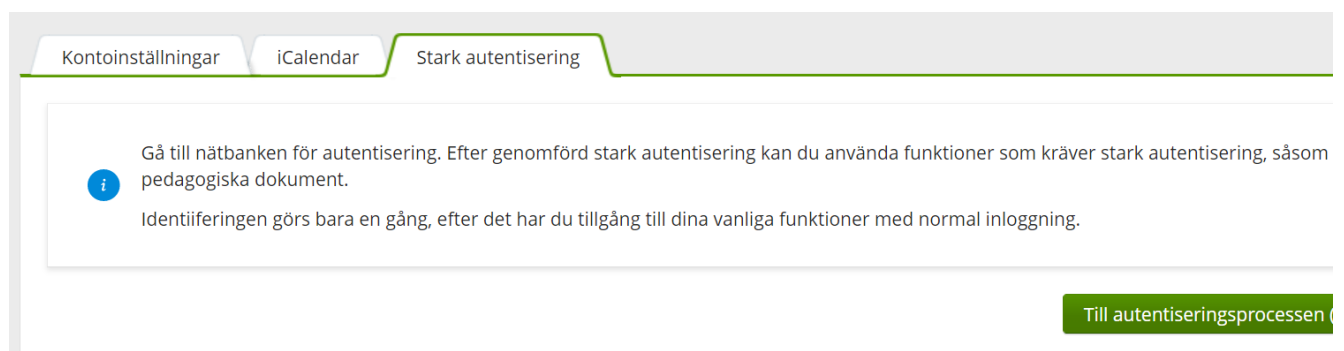 Kontoinställningar iCalendar Stark autentisering
Gå till nätbanken för autentisering. Efter genomförd stark autentisering kan du använda funktioner som kräver stark autentisering, såsom
pedagogiska dokument.
Identiiferingen görs bara en gång, efter det har du tillgång till dina vanliga funktioner med normal inloggning.
Till autentiseringsprocessen (